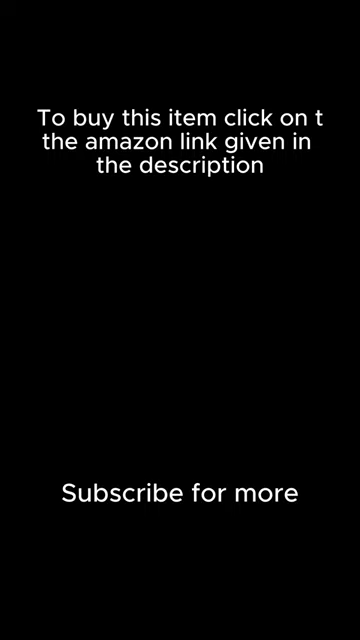 To buy this item click on t
the amazon link given in
the description
Subscribe for more